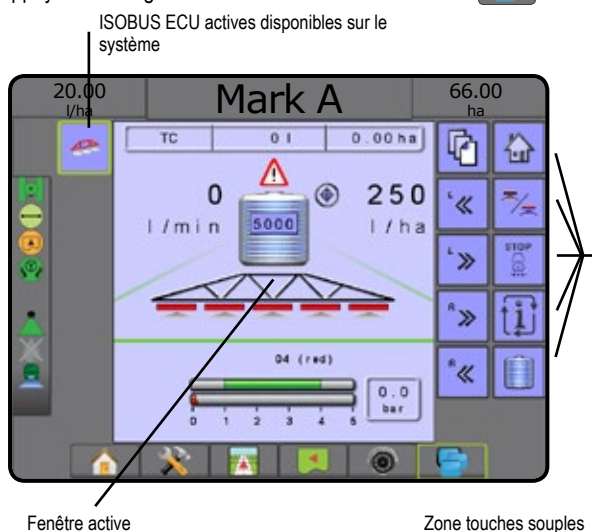 ISOBUS ECU actives disponibles sur le
système
20.00
l/ha
Mark A
66.00
ha
TC 0 l 0.00 ha
0
l/min
5000
250
l/ha
L
STOP
L
R
i
R
04 (red)
0.0
bar
0 1 2 3 4 5
Fenêtre active
Zone touches souples